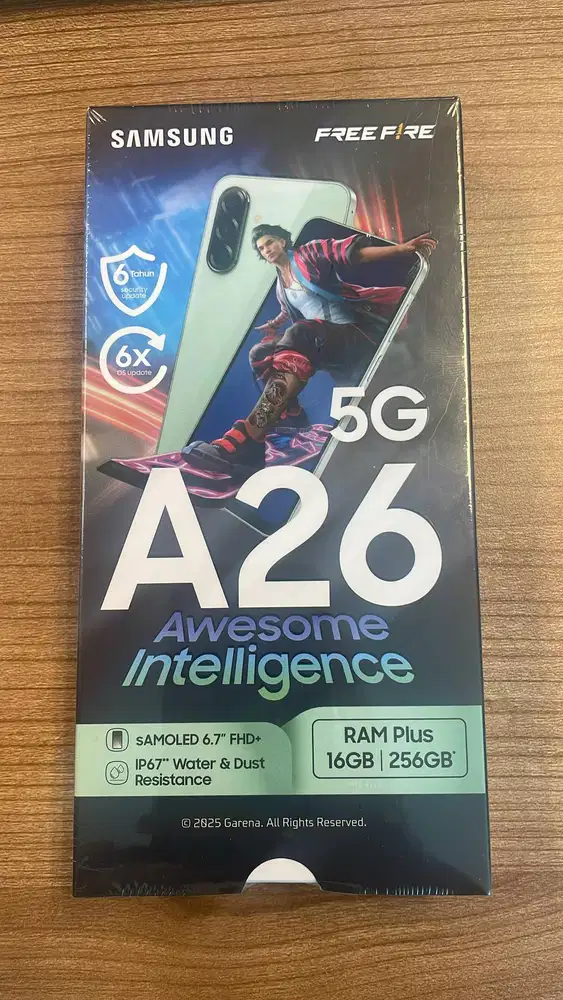 SAMSUNG
FREE FIRE
6 Tahun
security
update
6x
OS update
5G
A26
Awesome
Intelligence
sAMOLED 6.7" FHD+
IP67** Water & Dust
Resistance
RAM Plus
16GB | 256GB*
© 2025 Garena. All Rights Reserved.